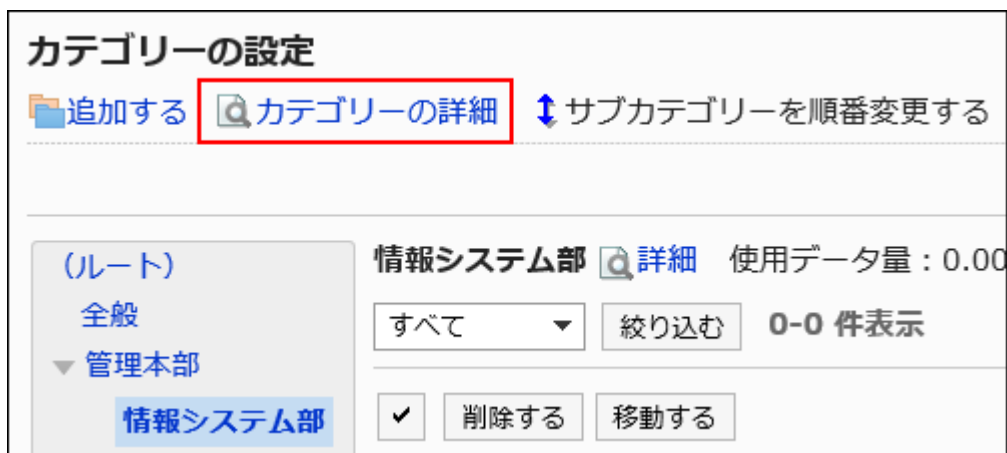 カテゴリーの設定
追加する カテゴリーの詳細 サブカテゴリーを順番変更する
(ルート)
全般
管理本部
情報システム部
情報システム部 詳細 使用データ量 : 0.00
すべて 絞り込む 0-0 件表示
削除する 移動する